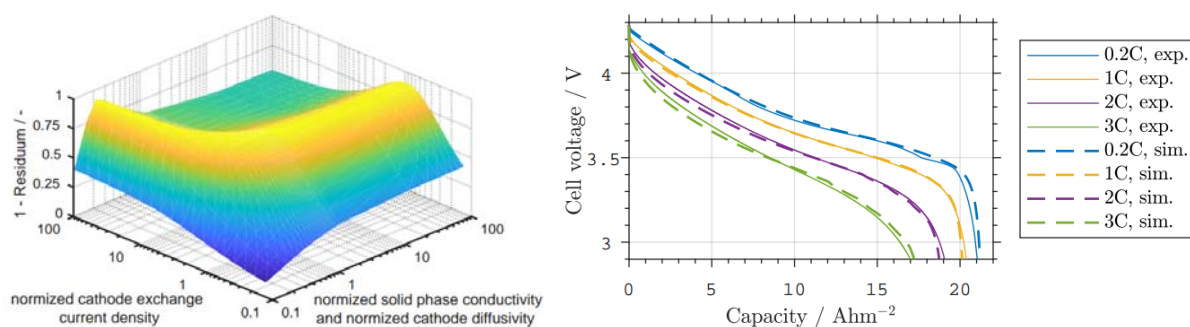 1
0.75
0.5
0.25
0
1 - Residuum / -
100
10
1
0.1
0.1
1
10
100
normized cathode exchange
current density
normized solid phase conductivity
and normized cathode diffusivity
4
3.5
3
Cell voltage / V
0 5 10 15 20
Capacity / Ahm⁻²
0.2C, exp.
1C, exp.
2C, exp.
3C, exp.
0.2C, sim.
1C, sim.
2C, sim.
3C, sim.